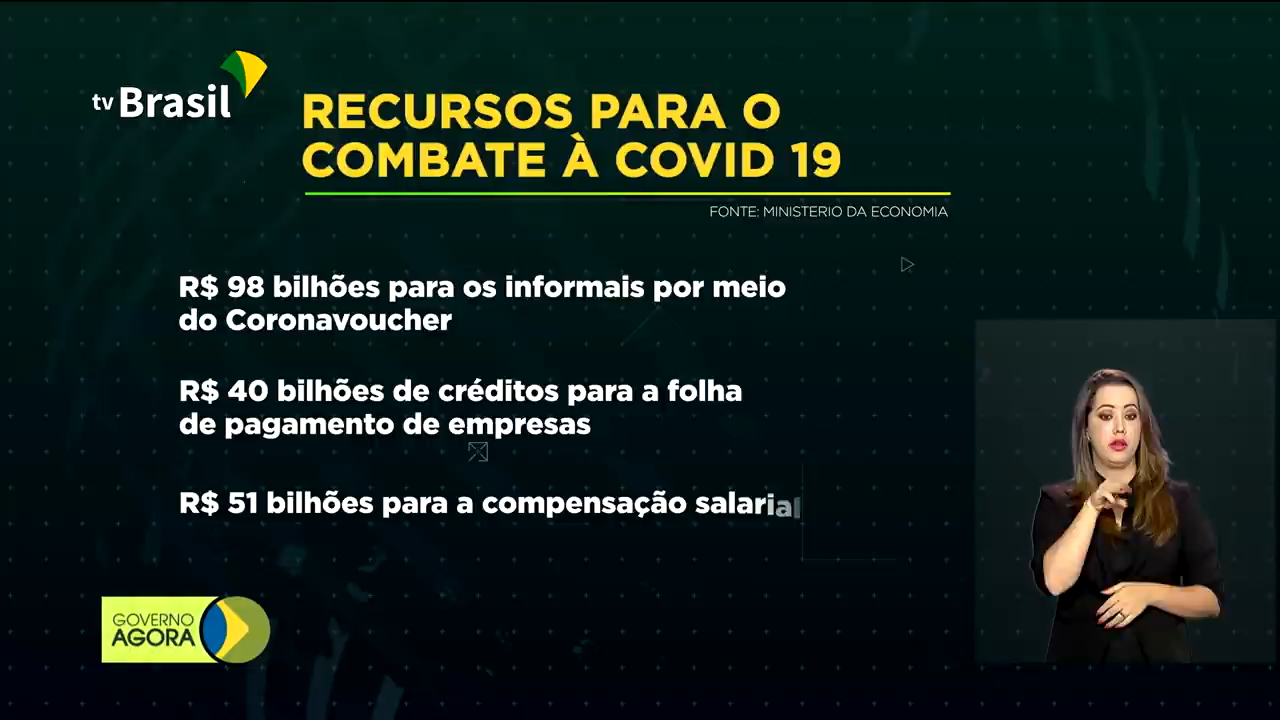 tv Brasil
RECURSOS PARA O
COMBATE À COVID 19
FONTE: MINISTERIO DA ECONOMIA
R$ 98 bilhões para os informais por meio
do Coronavoucher
R$ 40 bilhões de créditos para a folha
de pagamento de empresas
R$ 51 bilhões para a compensação salarial
GOVERNO
AGORA